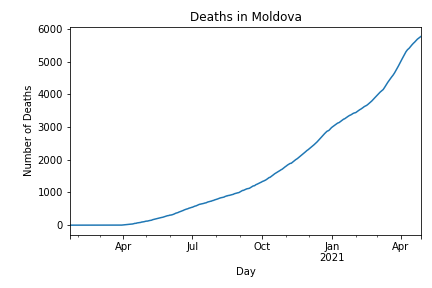 Deaths in Moldova
6000
5000
4000
3000
2000
1000
0
Number of Deaths
Apr
Jul
Oct
Jan
2021
Apr
Day